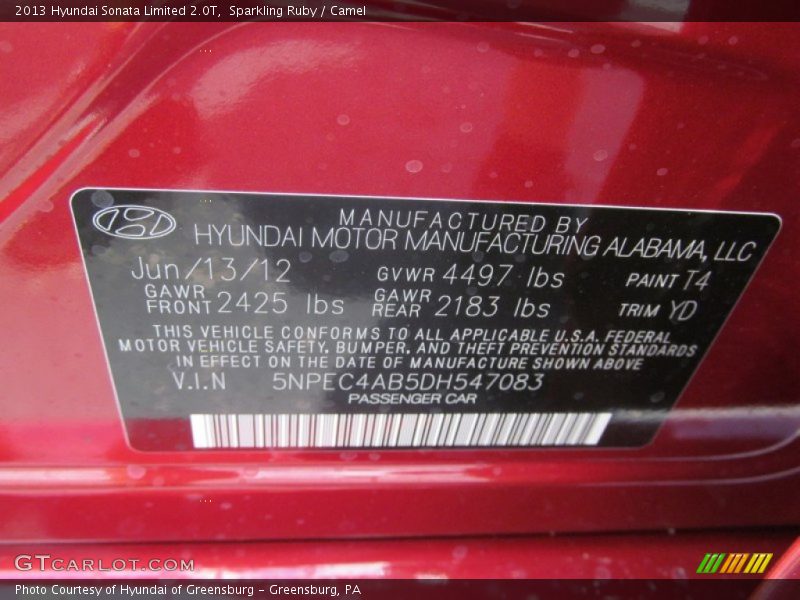 2013 Hyundai Sonata Limited 2.0T, Sparkling Ruby / Camel
MANUFACTURED BY
HYUNDAI MOTOR MANUFACTURING ALABAMA, LLC
Jun/13/12 GVWR 4497 lbs PAINT T4
GAWR FRONT 2425 lbs GAWR REAR 2183 lbs TRIM YD
THIS VEHICLE CONFORMS TO ALL APPLICABLE U.S.A. FEDERAL
MOTOR VEHICLE SAFETY, BUMPER, AND THEFT PREVENTION STANDARDS
IN EFFECT ON THE DATE OF MANUFACTURE SHOWN ABOVE
V.I.N 5NPEC4AB5DH547083
PASSENGER CAR
GTCARLOT.COM
Photo Courtesy of Hyundai of Greensburg - Greensburg, PA